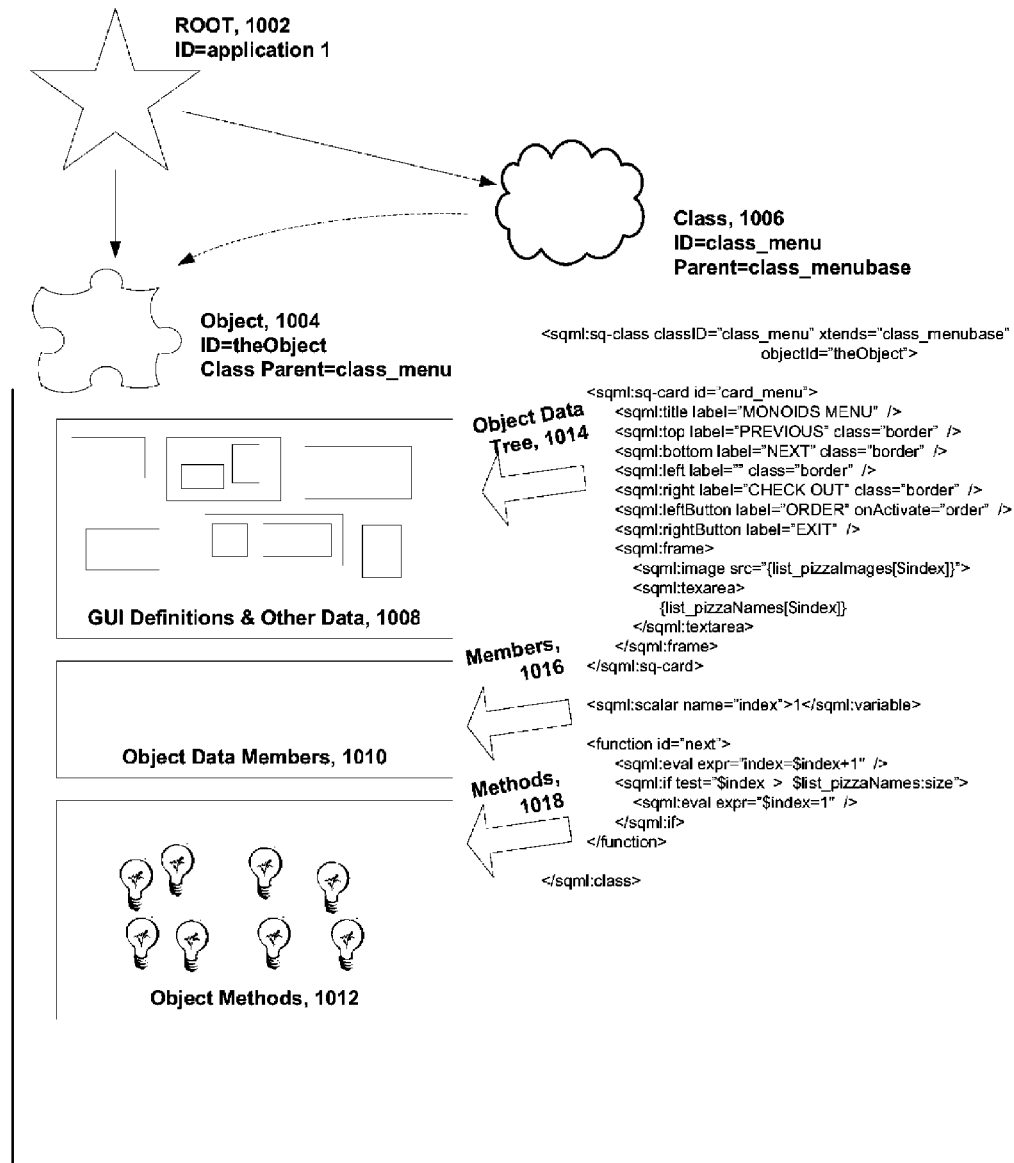 ROOT, 1002
ID=application 1
Class, 1006
ID=class_menu
Parent=class_menubase
Object, 1004
ID=theObject
Class Parent=class_menu
<sqml:sq-class classID="class_menu" xtends="class_menubase"
objectId="theObject">
<sqml:sq-card id="card_menu">
<sqml:title label="MONOIDS MENU" />
<sqml:top label="PREVIOUS" class="border" />
<sqml:bottom label="NEXT" class="border" />
<sqml:left label="" class="border" />
<sqml:right label="CHECK OUT" class="border" />
<sqml:leftButton label="ORDER" onActivate="order" />
<sqml:rightButton label="EXIT" />
<sqml:frame>
<sqml:image src="{list_pizzaImages[$index]}">
<sqml:texarea>
{list_pizzaNames[$index]}
</sqml:textarea>
</sqml:frame>
</sqml:sq-card>
<sqml:scalar name="index">1</sqml:variable>
<function id="next">
<sqml:eval expr="index=$index+1" />
<sqml:if test="$index > $list_pizzaNames:size">
<sqml:eval expr="$index=1" />
</sqml:if>
</function>
</sqml:class>
Object Data
Tree, 1014
GUI Definitions & Other Data, 1008
Members,
1016
Object Data Members, 1010
Methods,
1018
Object Methods, 1012